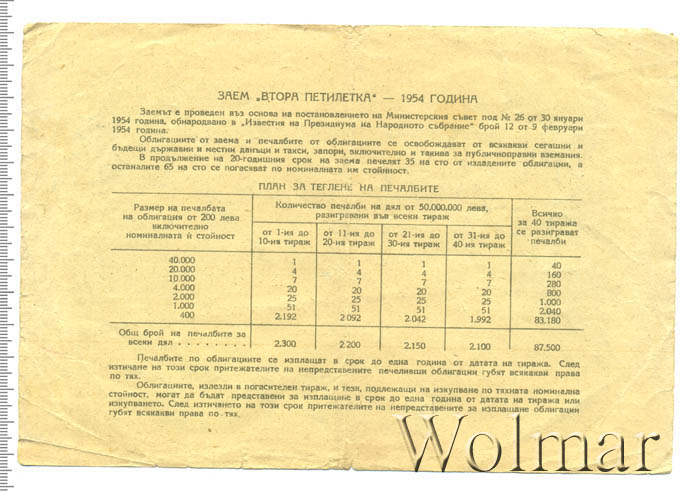 ЗАЕМ „ВТОРА ПЕТИЛЕТКА“ — 1954 ГОДИНА
Заемът е проведен въз основа на постановлението на Министерския съвет под № 26 от 30 януари
1954 година, обнародвано в „Известия на Президиума на Народното събрание“ брой 12 от 9 февруари
1954 година.
Облигациите от заема и печалбите от облигациите се освобождават от всякакви сегашни и
бъдещи държавни и местни данъци и такси, запори, включително и такива за публичноправни вземания.
В продължение на 20-годишния срок на заема печелят 35 на сто от издадените облигации, а
останалите 65 на сто се погасяват по номиналната им стойност.
ПЛАН ЗА ТЕГЛЕНЕ НА ПЕЧАЛБИТЕ
Размер на печалбата
на облигация от 200 лева
включително
номиналната ѝ стойност
Количество печалби на дял от 50.000.000 лева,
разигравани във всеки тираж
от 1-ия до
10-ия тираж
от 11-ия до
20-ия тираж
от 21-ия до
30-ия тираж
от 31-ия до
40 ия тираж
Всичко
за 40 тиража
се разиграват
печалби
40.000 1 1 1 1 40
20.000 4 4 4 4 160
10.000 7 7 7 7 280
4.000 20 20 20 20 800
2.000 25 25 25 25 1.000
1.000 51 51 51 51 2.040
400 2.192 2 092 2 042 1.992 83.180
Общ брой на печалбите за
всеки дял . . . . . . . . 2.300 2 200 2.150 2.100 87.500
Печалбите по облигациите се изплащат в срок до една година от датата на тиража. След
изтичане на този срок притежателите на непредставените печеливши облигации губят всякакви права
по тях.
Облигациите, излезли в погасителен тираж, и тези, подлежащи на изкупуване по тяхната номинална
стойност, могат да бъдат представени за изплащане в срок до една година от датата на тиража или
изкупването. След изтичането на този срок притежателите на непредставените за изплащане облигации
губят всякакви права по тях.
Wolmar